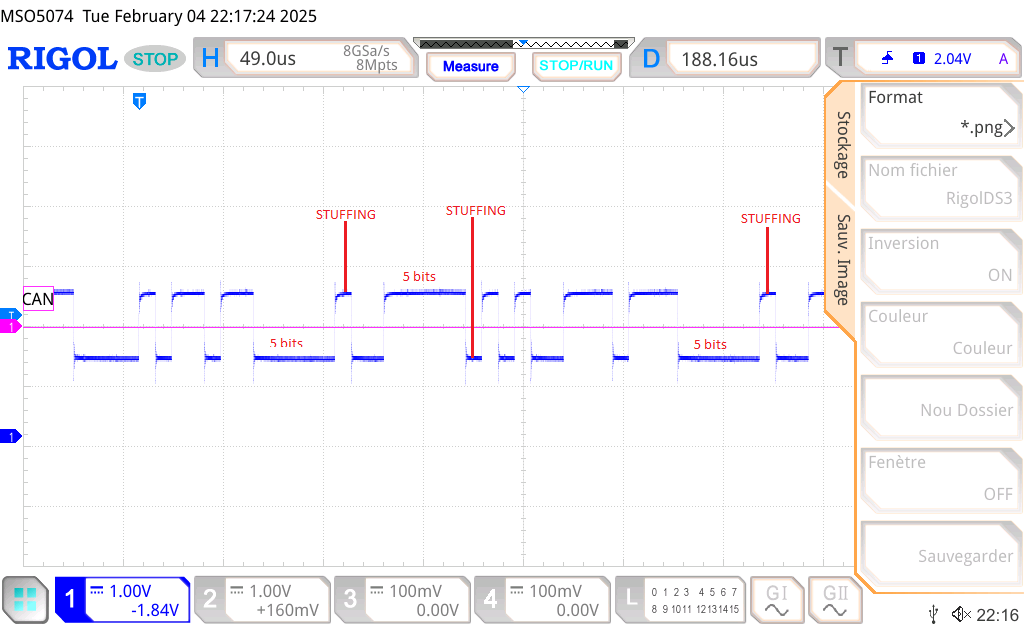 MSO5074 Tue February 04 22:17:24 2025
RIGOL STOP H 49.0us 8GSa/s 8Mpts Measure STOP/RUN D 188.16us T 1 2.04V A
T
Stockage
Sauv. Image
Format
*.png
Nom fichier
RigolDS3
Inversion
ON
Couleur
Couleur
Nou Dossier
Fenètre
OFF
Sauvegarder
STUFFING
STUFFING
STUFFING
5 bits
CAN
T
1
5 bits
5 bits
1
1 1.00V -1.84V
2 1.00V +160mV
3 100mV 0.00V
4 100mV 0.00V
L 0 1 2 3 4 5 6 7
8 9 10 11 12 13 14 15
GI
GII
22:16